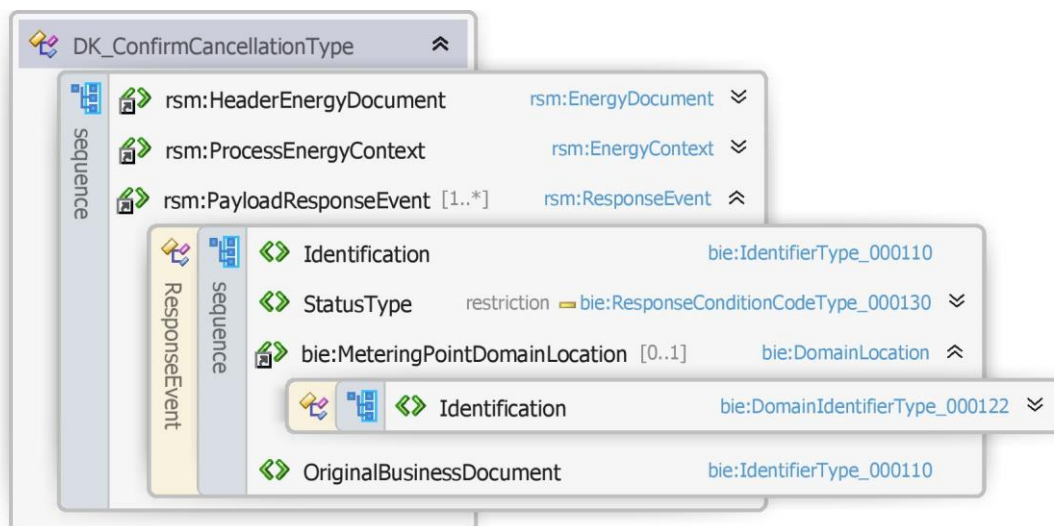 DK_ConfirmCancellationType
sequence
rsm:HeaderEnergyDocument rsm:EnergyDocument
rsm:ProcessEnergyContext rsm:EnergyContext
rsm:PayloadResponseEvent [1..*] rsm:ResponseEvent
ResponseEvent
sequence
Identification bie:IdentifierType_000110
StatusType restriction bie:ResponseConditionCodeType_000130
bie:MeteringPointDomainLocation [0..1] bie:DomainLocation
Identification bie:DomainIdentifierType_000122
OriginalBusinessDocument bie:IdentifierType_000110